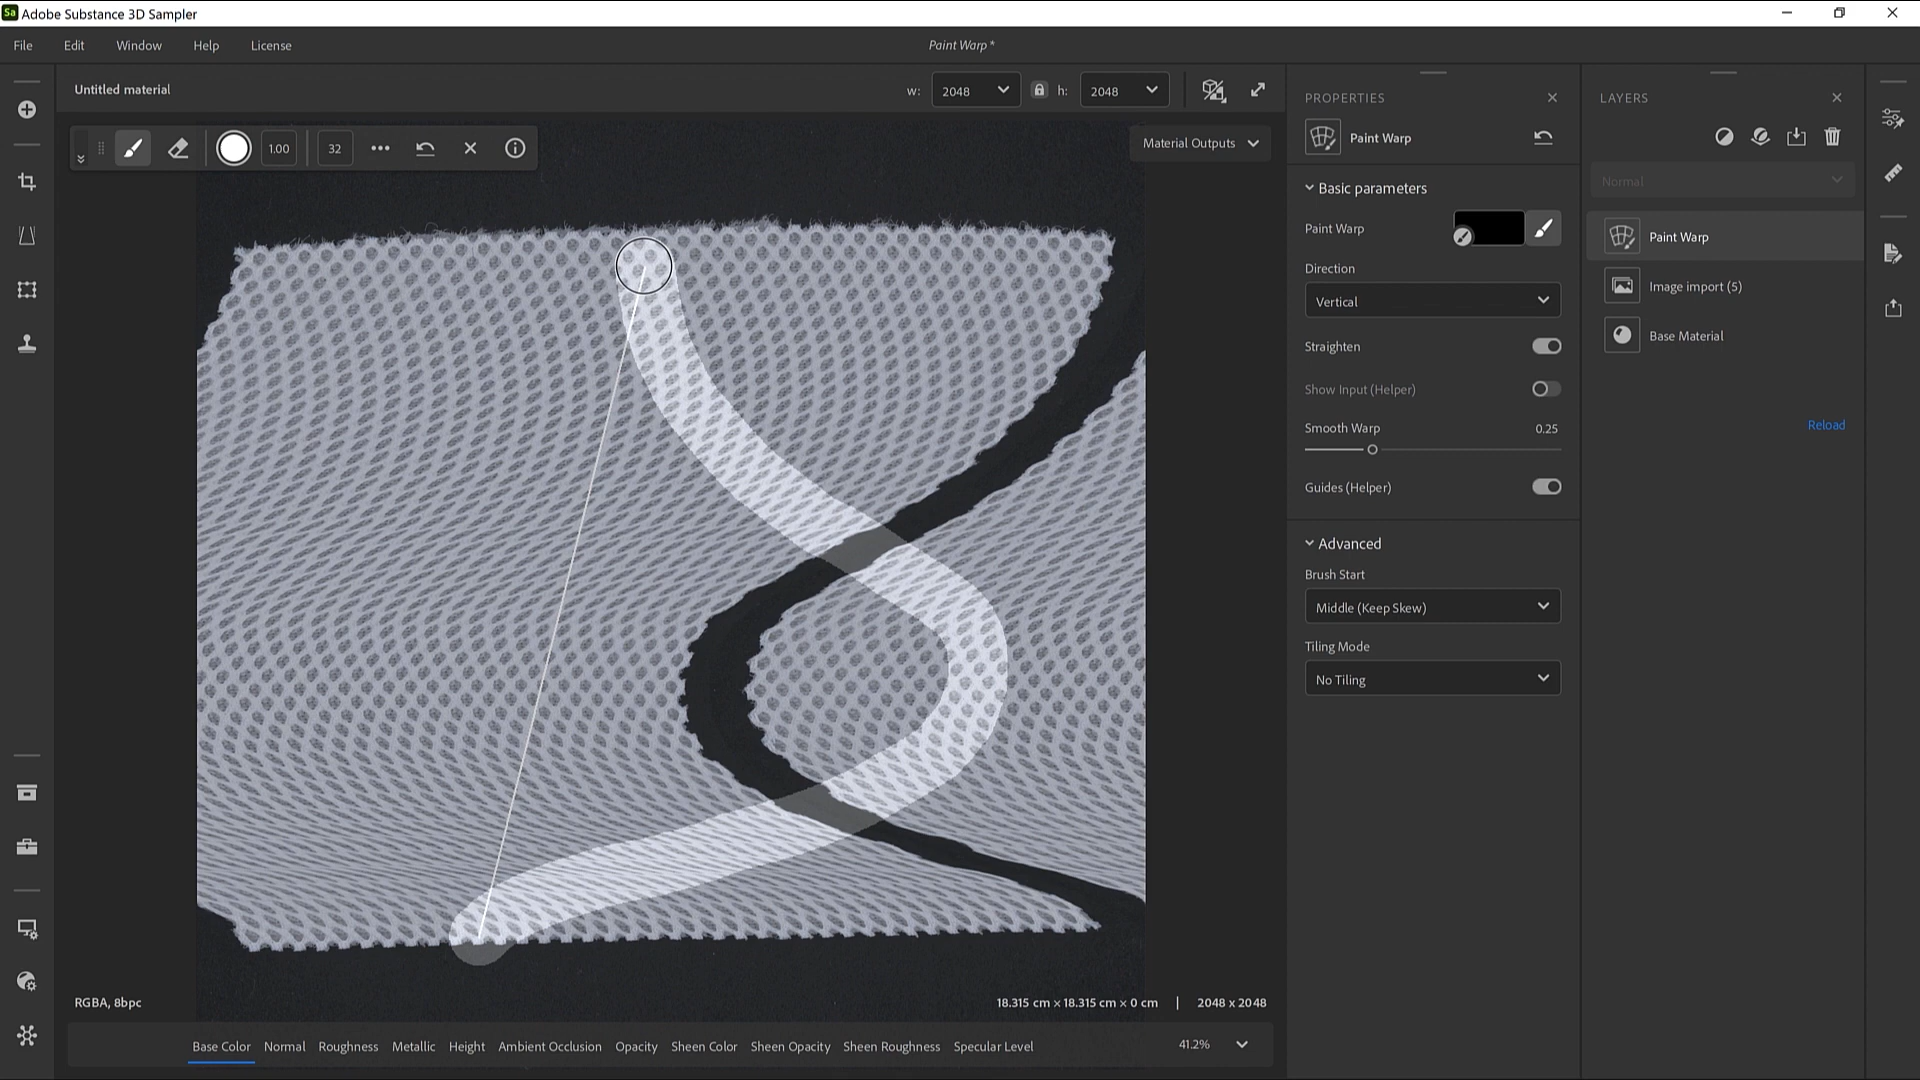 Sa Adobe Substance 3D Sampler
File Edit Window Help License Paint Warp *
Untitled material w: 2048 h: 2048
1.00 32 Material Outputs
RGBA, 8bpc 18.315 cm x 18.315 cm x 0 cm | 2048 x 2048
Base Color Normal Roughness Metallic Height Ambient Occlusion Opacity Sheen Color Sheen Opacity Sheen Roughness Specular Level 41.2%
PROPERTIES
Paint Warp
Basic parameters
Paint Warp
Direction
Vertical
Straighten
Show Input (Helper)
Smooth Warp 0.25
Guides (Helper)
Advanced
Brush Start
Middle (Keep Skew)
Tiling Mode
No Tiling
LAYERS
Normal
Paint Warp
Image import (5)
Base Material
Reload